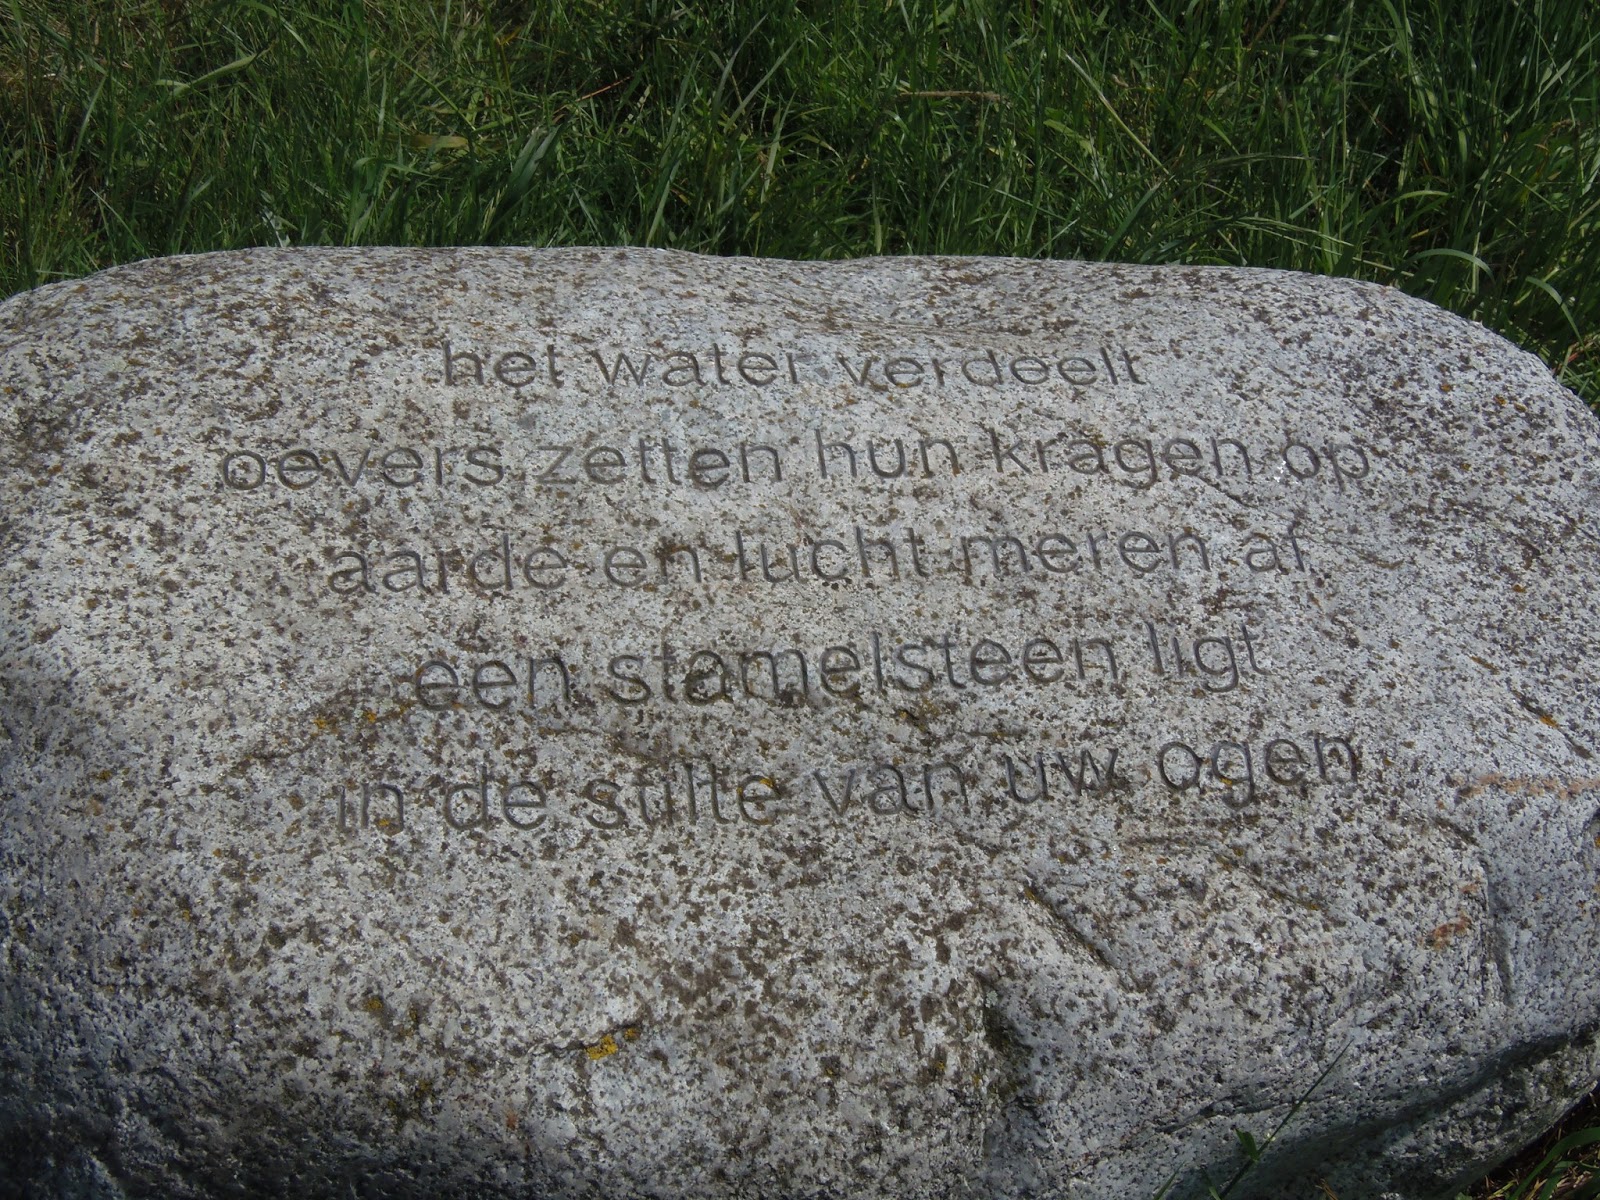 het water verdeelt
oevers zetten hun kragen op
aarde en lucht meren af
één stamelsteen ligt
in de stilte van uw ogen